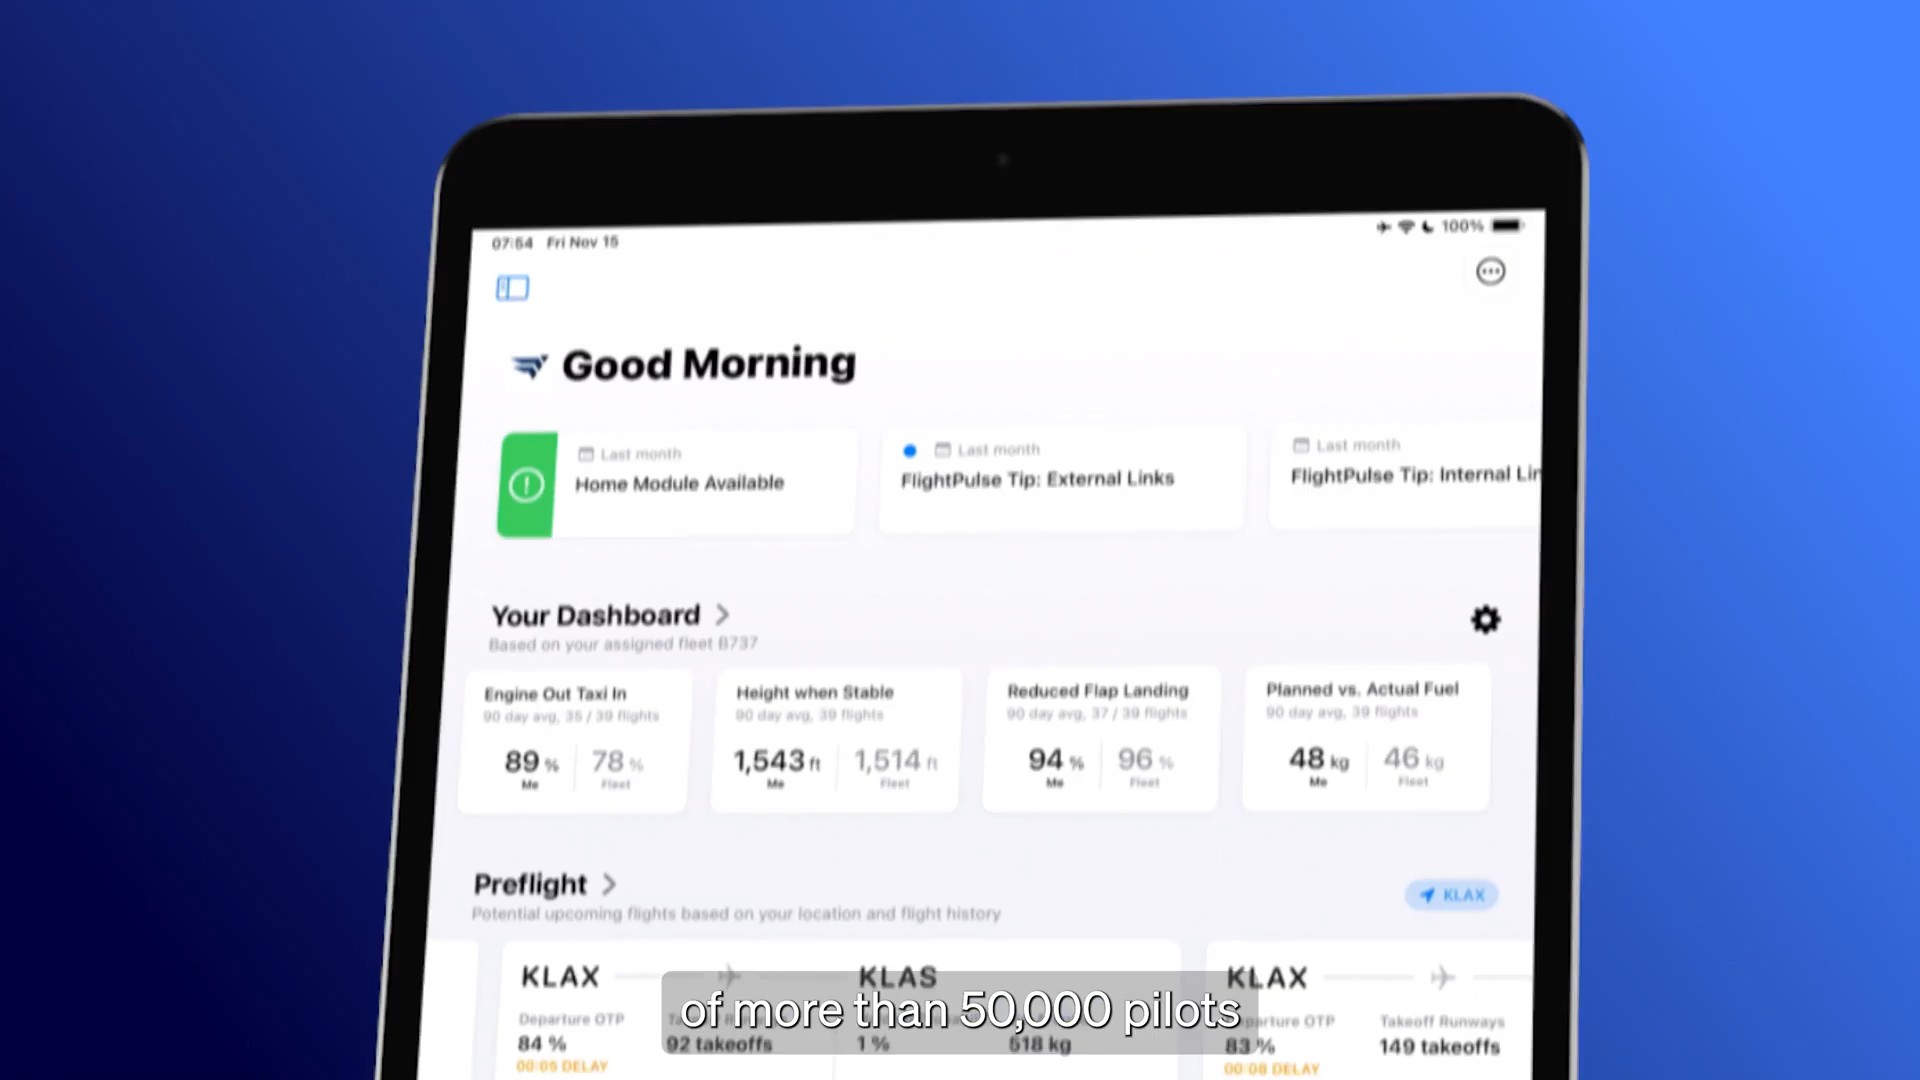 07:54 Fri Nov 15
100%
Good Morning
Last month
Home Module Available
Last month
FlightPulse Tip: External Links
Last month
FlightPulse Tip: Internal Lin
Your Dashboard
Based on your assigned fleet B737
Engine Out Taxi In
90 day avg, 35 / 39 flights
89 % 78 %
Me Fleet
Height when Stable
90 day avg, 39 flights
1,543 ft 1,514 ft
Me Fleet
Reduced Flap Landing
90 day avg, 37 / 39 flights
94 % 96 %
Me Fleet
Planned vs. Actual Fuel
90 day avg, 39 flights
48 kg 46 kg
Me Fleet
Preflight
KLAX
Potential upcoming flights based on your location and flight history
KLAX KLAS
Departure OTP
84 % 92 takeoffs 1 % 518 kg
00:05 DELAY
KLAX
OTP Takeoff Runways
83 % 149 takeoffs
00:08 DELAY
of more than 50,000 pilots